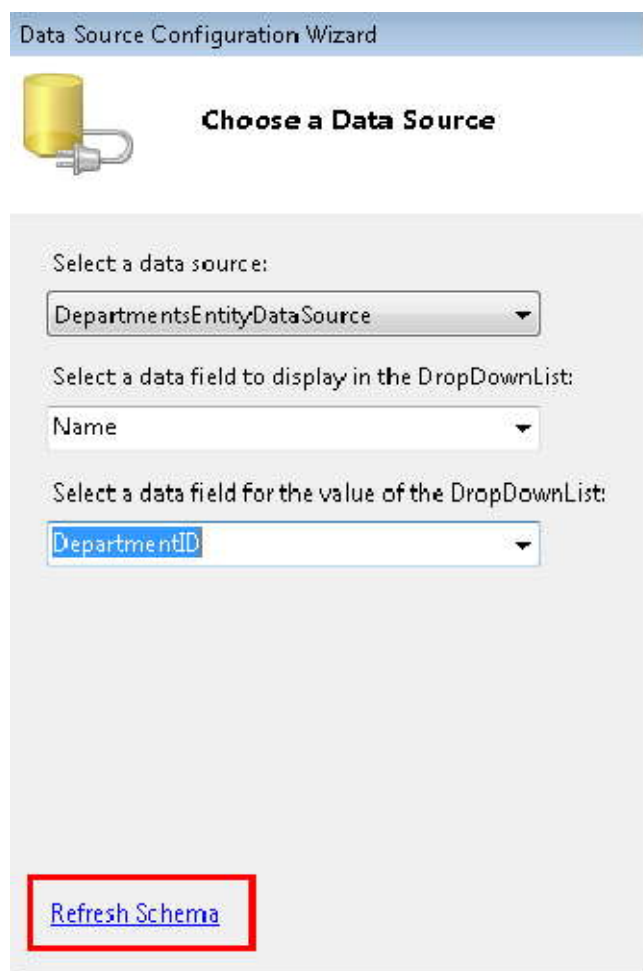 Data Source Configuration Wizard
Choose a Data Source
Select a data source:
DepartmentsEntityDataSource
Select a data field to display in the DropDownList:
Name
Select a data field for the value of the DropDownList:
DepartmentID
Refresh Schema